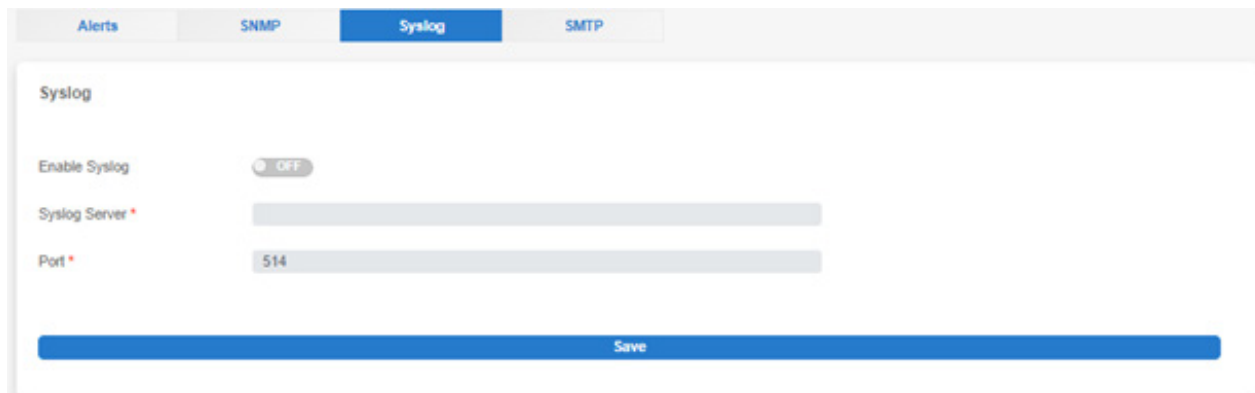 Alerts SNMP Syslog SMTP
Syslog
Enable Syslog OFF
Syslog Server *
Port * 514
Save